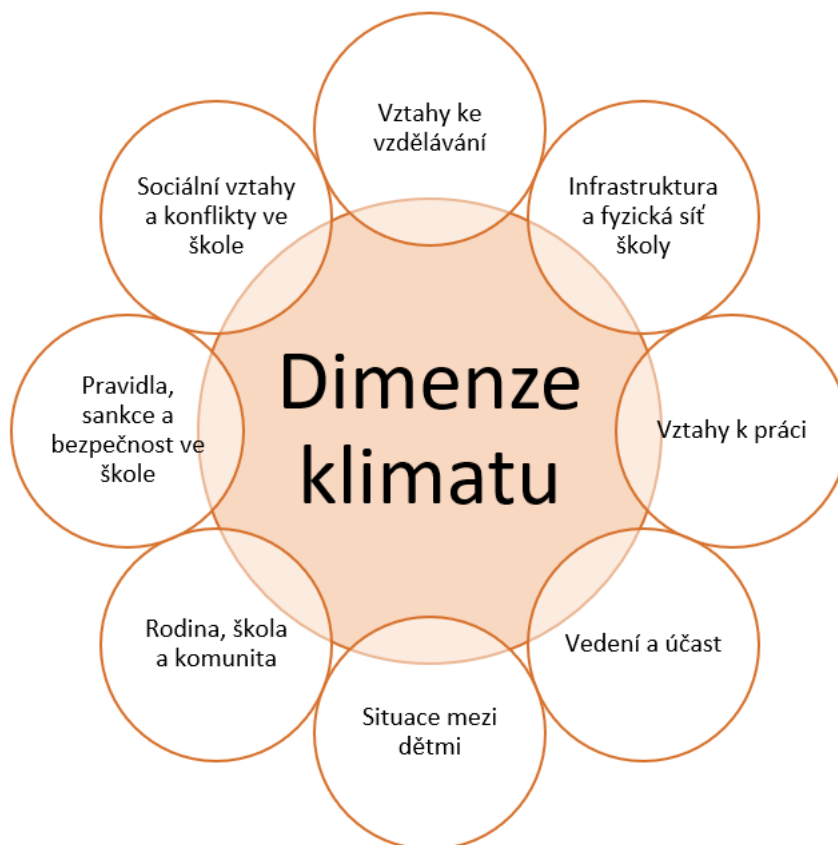 Vztahy ke
vzdělávání
Infrastruktura
a fyzická síť
školy
Vztahy k práci
Vedení a účast
Situace mezi
dětmi
Rodina, škola
a komunita
Pravidla,
sankce a
bezpečnost ve
škole
Sociální vztahy
a konflikty ve
škole
Dimenze
klimatu